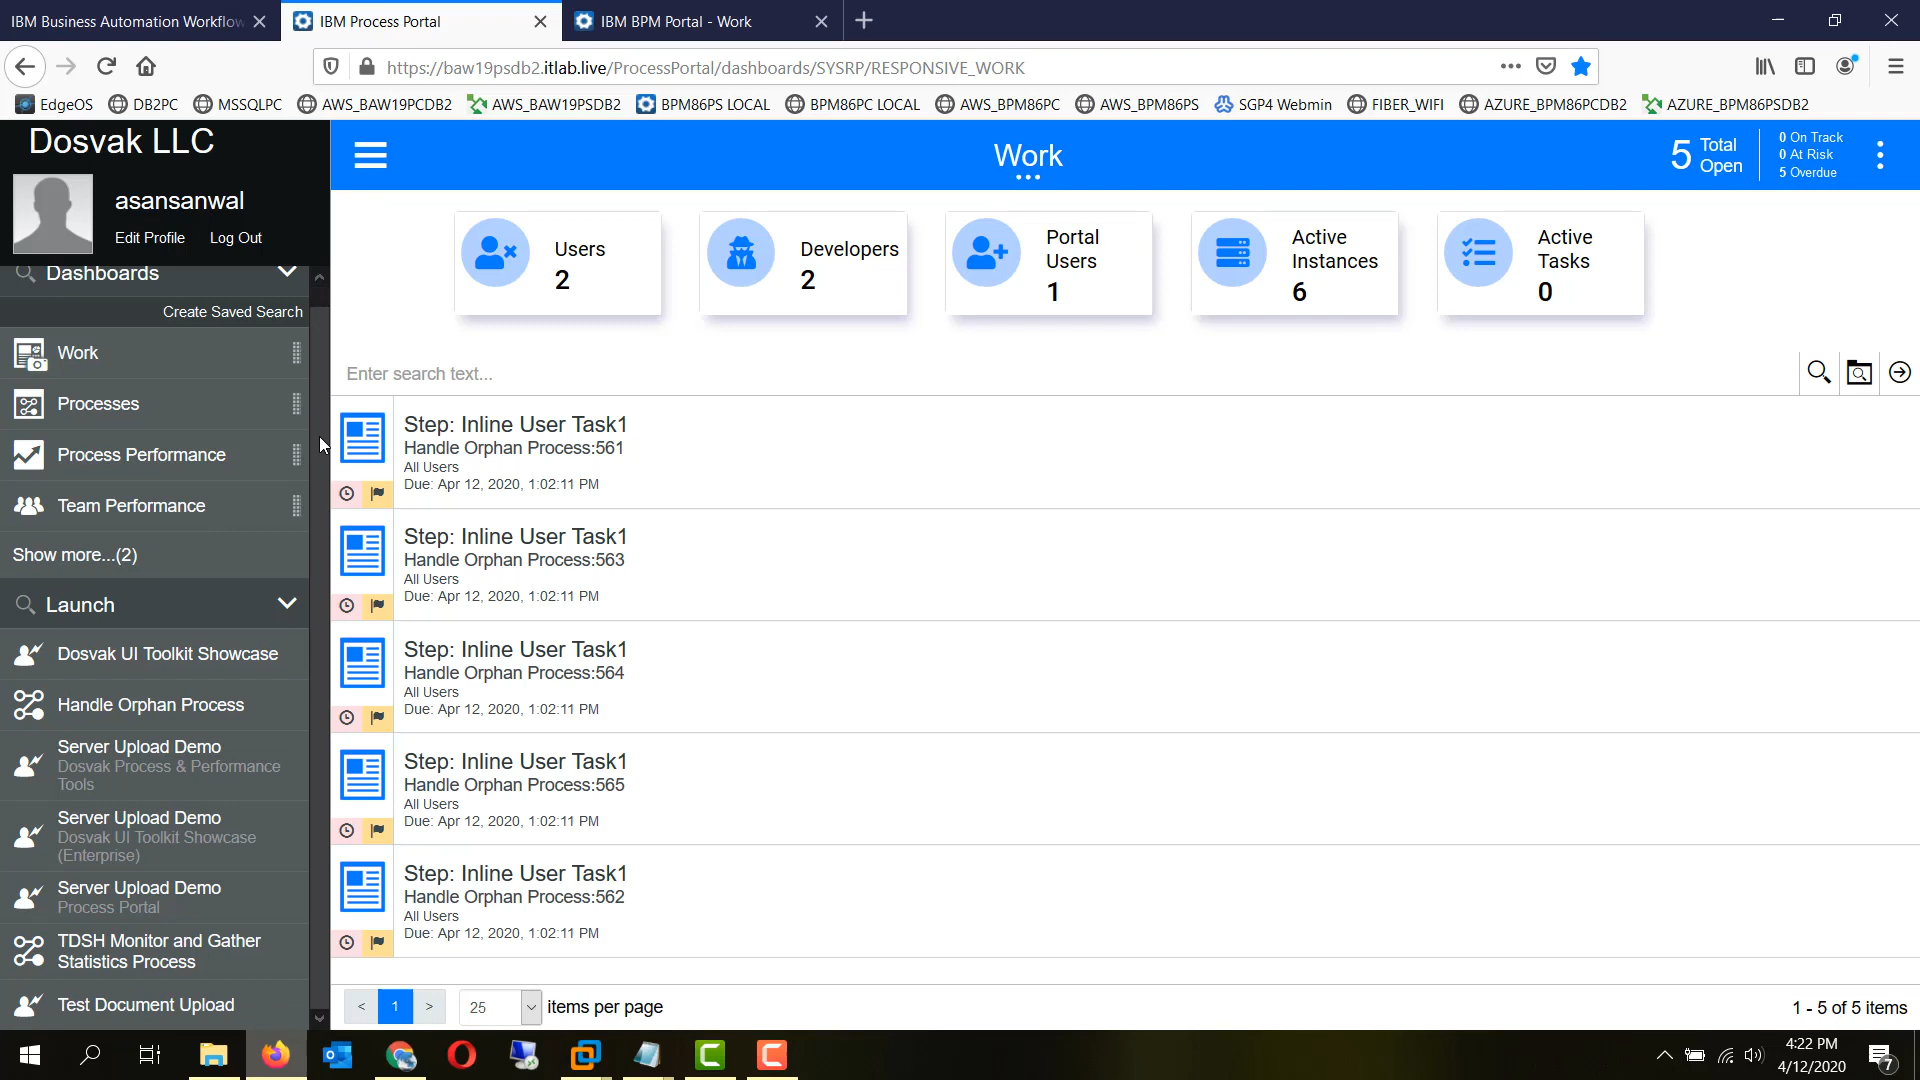 IBM Business Automation Workflow
IBM Process Portal
IBM BPM Portal - Work
https://baw19psdb2.itlab.live/ProcessPortal/dashboards/SYSRP/RESPONSIVE_WORK
EdgeOS
DB2PC
MSSQLPC
AWS_BAW19PCDB2
AWS_BAW19PSDB2
BPM86PS LOCAL
BPM86PC LOCAL
AWS_BPM86PC
AWS_BPM86PS
SGP4 Webmin
FIBER_WIFI
AZURE_BPM86PCDB2
AZURE_BPM86PSDB2
Dosvak LLC
asansanwal
Edit Profile Log Out
Dashboards
Create Saved Search
Work
Processes
Process Performance
Team Performance
Show more...(2)
Launch
Dosvak UI Toolkit Showcase
Handle Orphan Process
Server Upload Demo
Dosvak Process & Performance
Tools
Server Upload Demo
Dosvak UI Toolkit Showcase
(Enterprise)
Server Upload Demo
Process Portal
TDSH Monitor and Gather
Statistics Process
Test Document Upload
Work
5 Total
Open
0 On Track
0 At Risk
5 Overdue
Users
2
Developers
2
Portal
Users
1
Active
Instances
6
Active
Tasks
0
Enter search text...
Step: Inline User Task1
Handle Orphan Process:561
All Users
Due: Apr 12, 2020, 1:02:11 PM
Step: Inline User Task1
Handle Orphan Process:563
All Users
Due: Apr 12, 2020, 1:02:11 PM
Step: Inline User Task1
Handle Orphan Process:564
All Users
Due: Apr 12, 2020, 1:02:11 PM
Step: Inline User Task1
Handle Orphan Process:565
All Users
Due: Apr 12, 2020, 1:02:11 PM
Step: Inline User Task1
Handle Orphan Process:562
All Users
Due: Apr 12, 2020, 1:02:11 PM
< 1 > 25 items per page
1 - 5 of 5 items
4:22 PM
4/12/2020
7